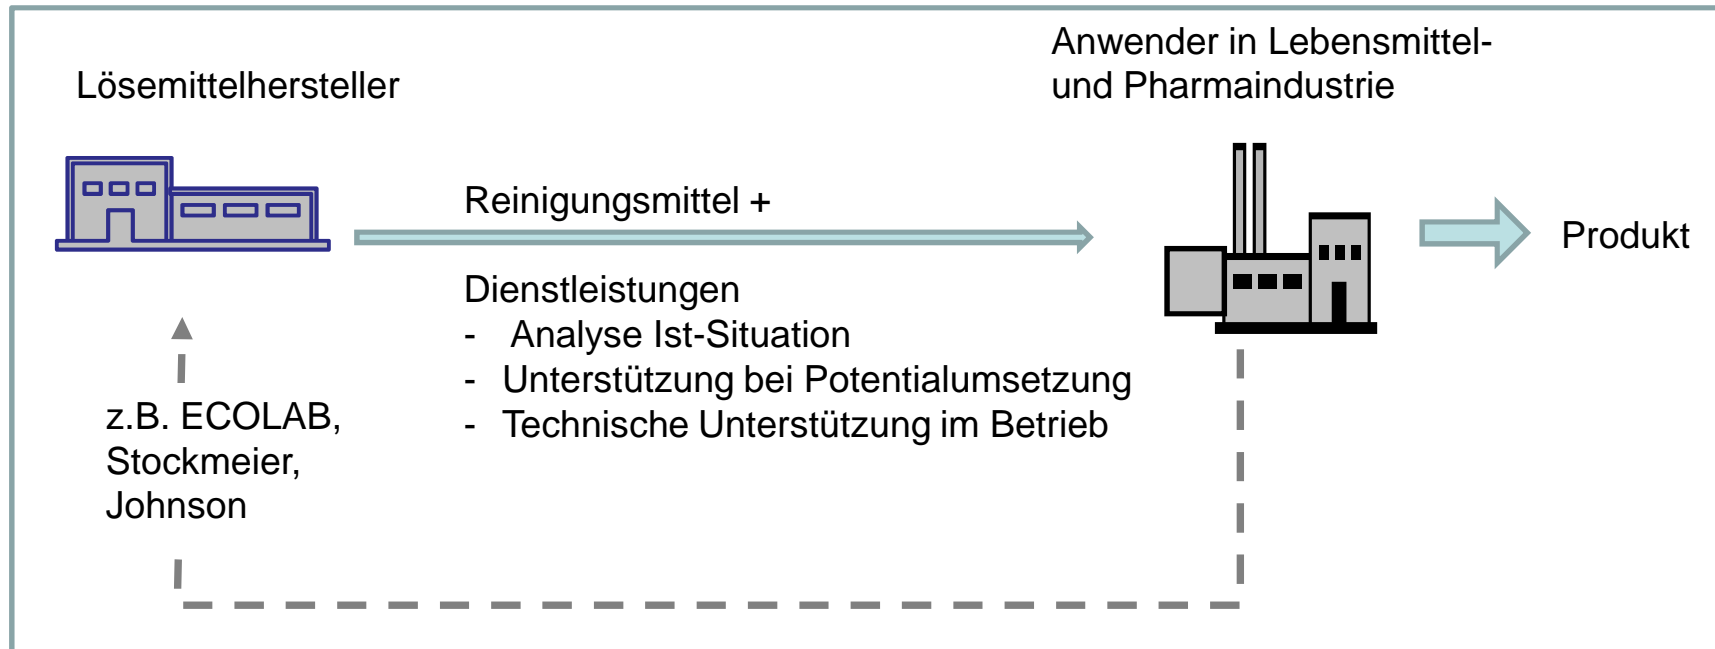 Lösemittelhersteller
Anwender in Lebensmittel-
und Pharmaindustrie
Reinigungsmittel +
Produkt
Dienstleistungen
- Analyse Ist-Situation
- Unterstützung bei Potentialumsetzung
- Technische Unterstützung im Betrieb
z.B. ECOLAB,
Stockmeier,
Johnson